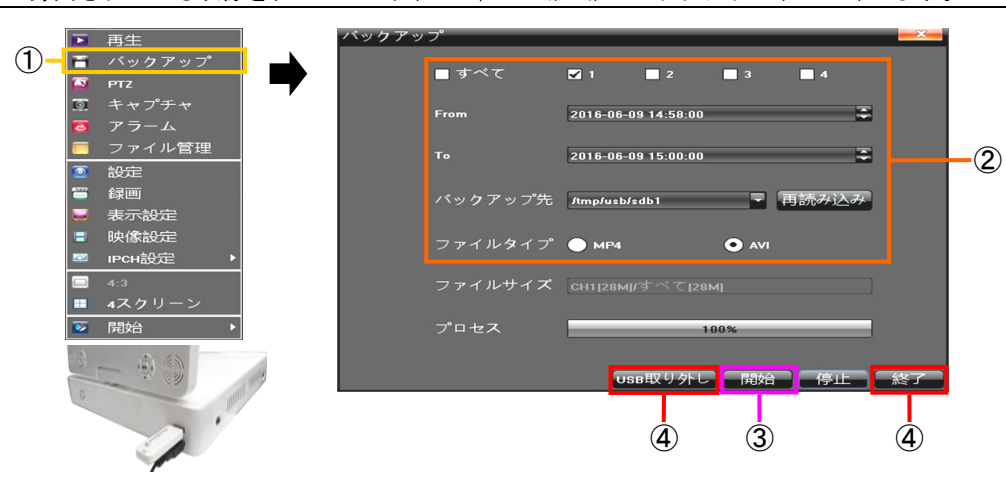 ①
再生
バックアップ
PTZ
キャプチャ
アラーム
ファイル管理
設定
録画
表示設定
映像設定
IPCH設定
4:3
4スクリーン
開始
バックアップ
すべて 1 2 3 4
From 2016-06-09 14:58:00
To 2016-06-09 15:00:00
バックアップ先 /tmp/usb/sdb1 再読み込み
ファイルタイプ MP4 AVI
ファイルサイズ CH1[28M]/すべて[28M]
プロセス 100%
USB取り外し 開始 停止 終了
②
④ ③ ④